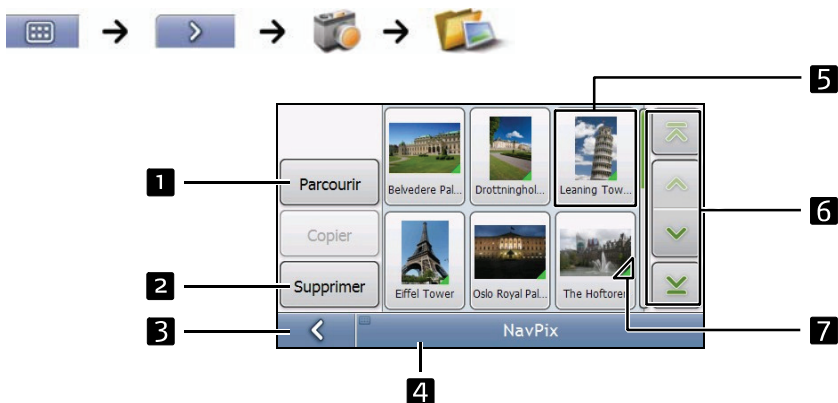 5
1
Parcourir
Belvedere Pal...
Drottninghol...
Leaning Tow...
6
Copier
2
Supprimer
Eiffel Tower
Oslo Royal Pal...
The Hoftoren
3
NavPix
7
4